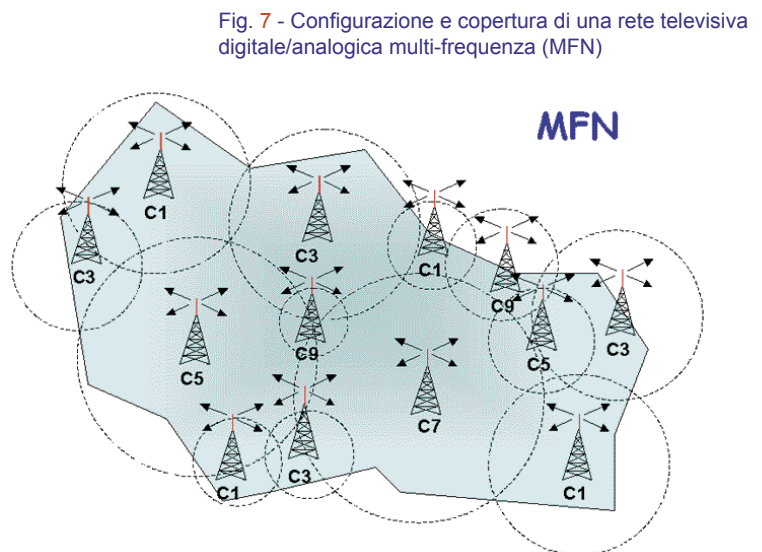 Fig. 7 - Configurazione e copertura di una rete televisiva
digitale/analogica multi-frequenza (MFN)
MFN
C1
C3
C3
C1
C9
C3
C9
C5
C5
C7
C1
C3
C1